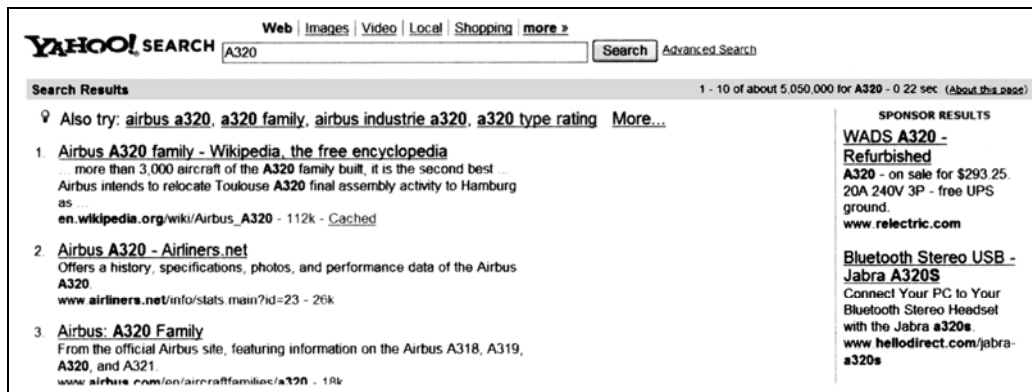 Web | Images | Video | Local | Shopping | more »
YAHOO! SEARCH
A320
Search
Advanced Search
Search Results
1 - 10 of about 5,050,000 for A320 - 0.22 sec. (About this page)
Also try: airbus a320, a320 family, airbus industrie a320, a320 type rating More...
1. Airbus A320 family - Wikipedia, the free encyclopedia
... more than 3,000 aircraft of the A320 family built, it is the second best ...
Airbus intends to relocate Toulouse A320 final assembly activity to Hamburg
as ...
en.wikipedia.org/wiki/Airbus_A320 - 112k - Cached
2. Airbus A320 - Airliners.net
Offers a history, specifications, photos, and performance data of the Airbus
A320.
www.airliners.net/info/stats.main?id=23 - 26k
3. Airbus: A320 Family
From the official Airbus site, featuring information on the Airbus A318, A319,
A320, and A321.
www.airbus.com/en/aircraftfamilies/a320 - 18k
SPONSOR RESULTS
WADS A320 -
Refurbished
A320 - on sale for $293.25.
20A 240V 3P - free UPS
ground.
www.relectric.com
Bluetooth Stereo USB -
Jabra A320S
Connect Your PC to Your
Bluetooth Stereo Headset
with the Jabra a320s.
www.hellodirect.com/jabra-
a320s